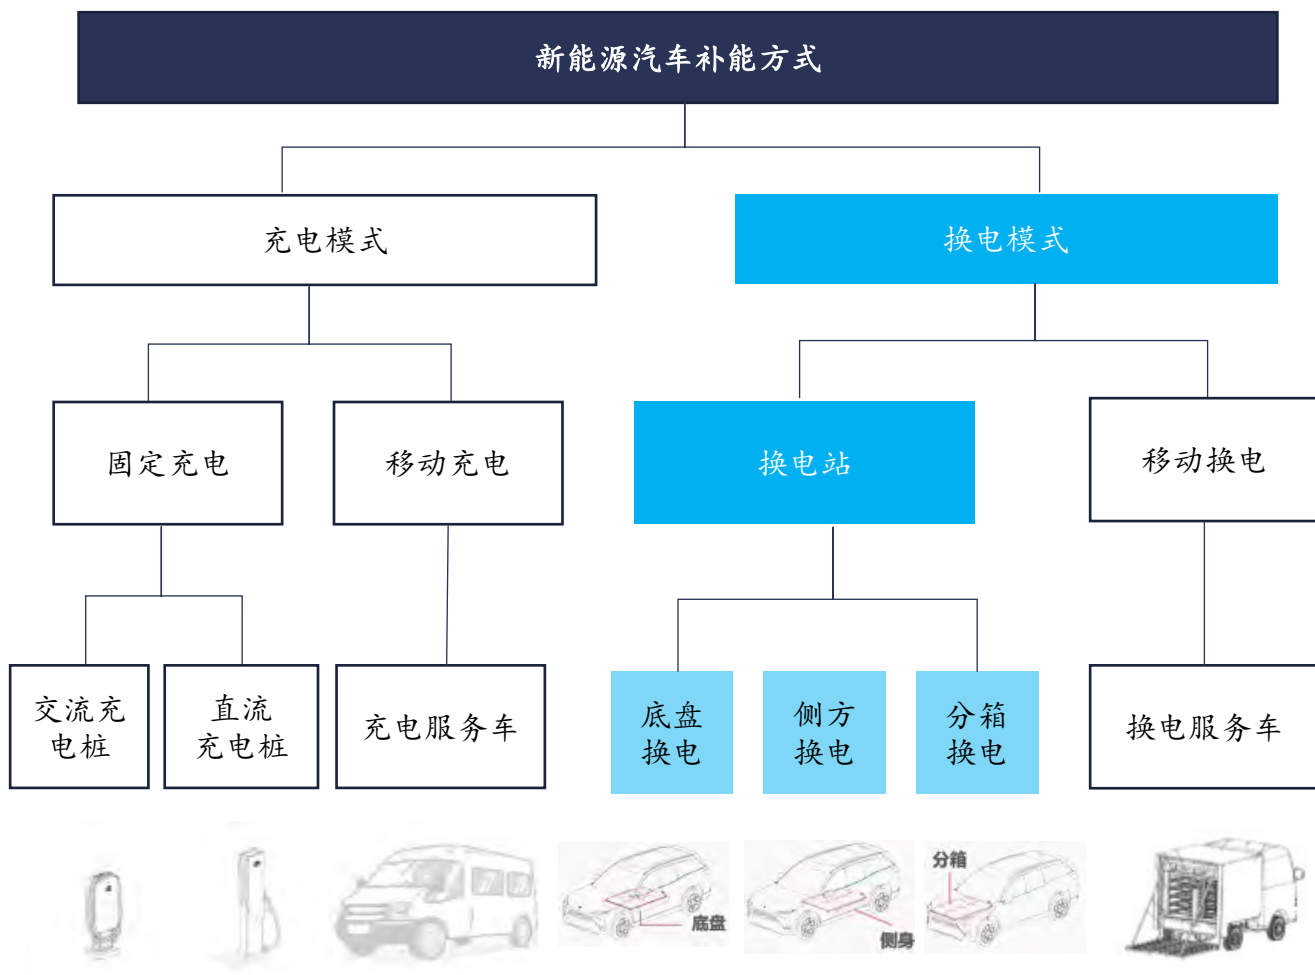 新能源汽车补能方式
充电模式
换电模式
固定充电
移动充电
换电站
移动换电
交流充
电桩
直流
充电桩
充电服务车
底盘
换电
侧方
换电
分箱
换电
换电服务车
底盘
侧身
分箱